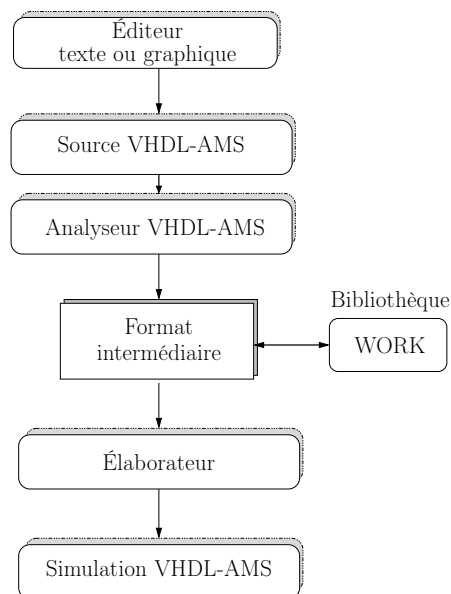 Éditeur
texte ou graphique
Source VHDL-AMS
Analyseur VHDL-AMS
Format
intermédiaire
Bibliothèque
WORK
Élaborateur
Simulation VHDL-AMS